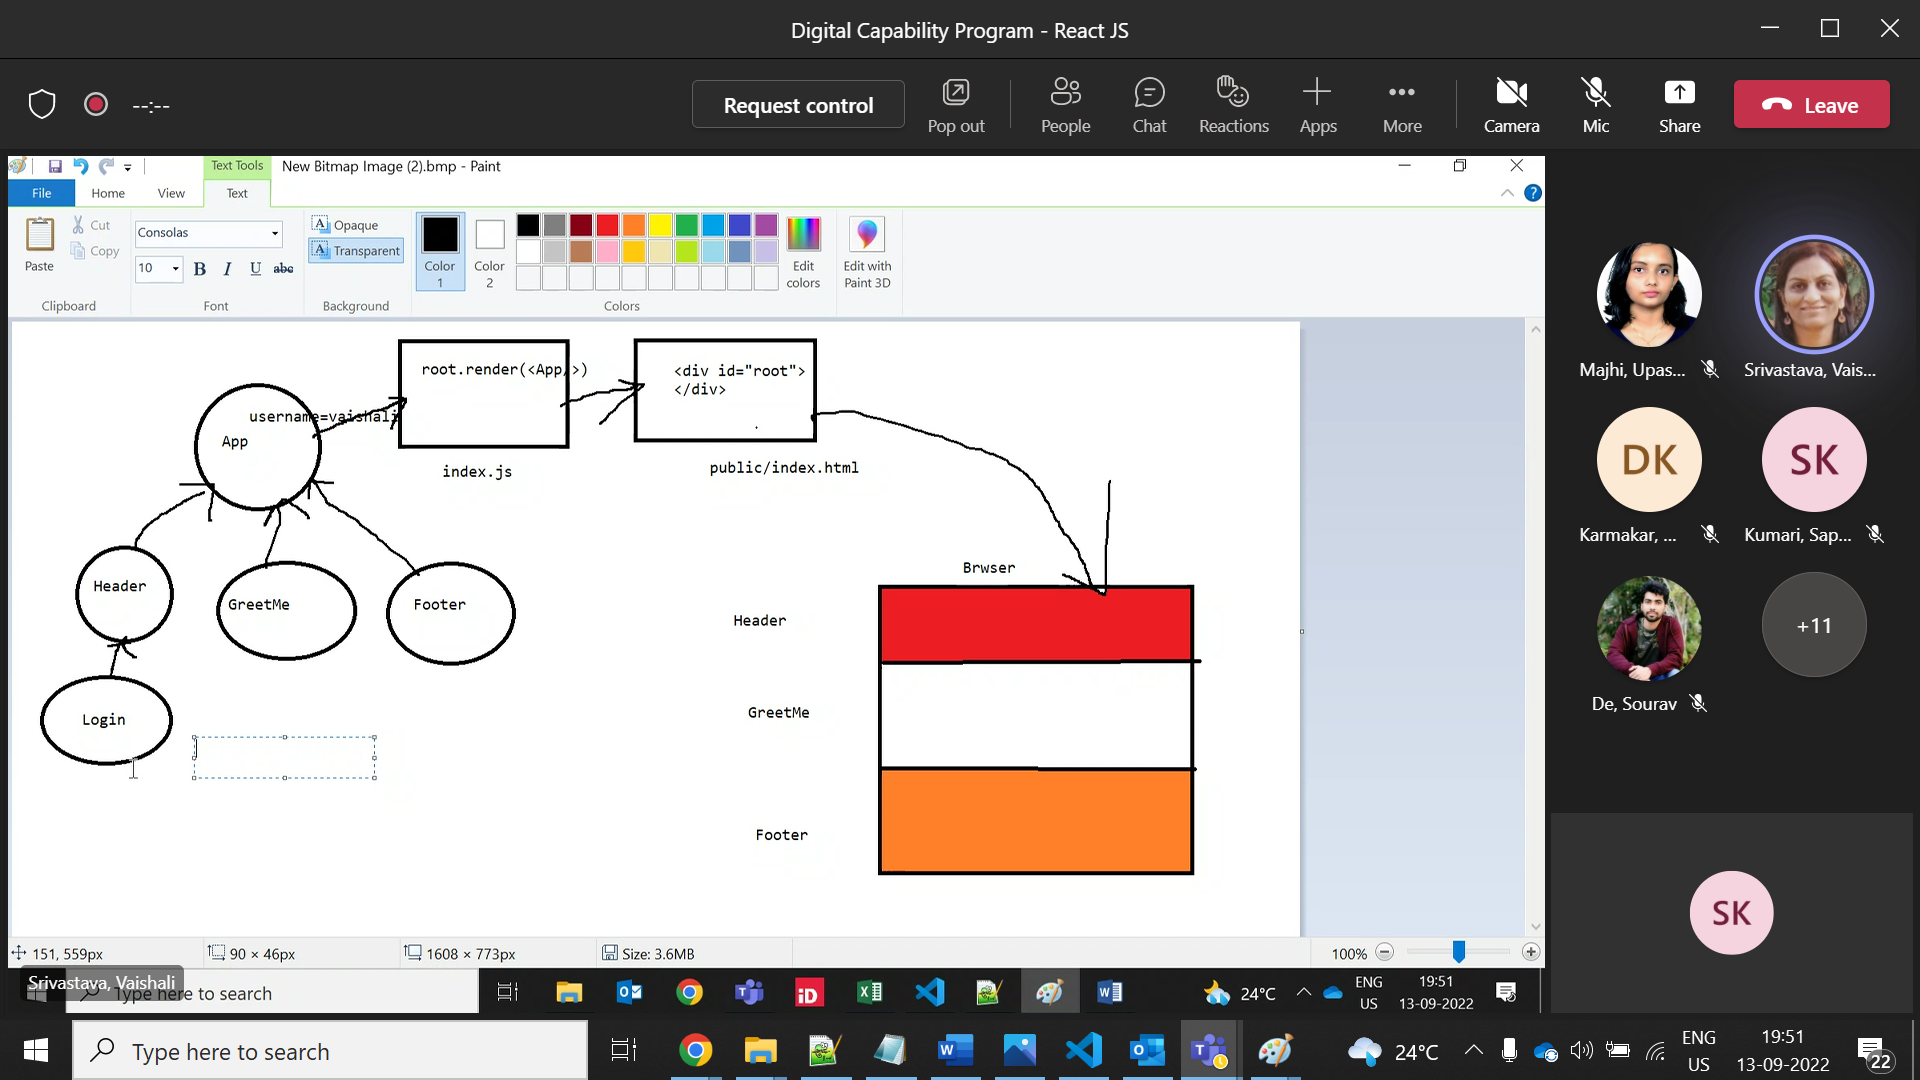 Digital Capability Program - React JS
--:--
Request control
Pop out
People
Chat
Reactions
Apps
More
Camera
Mic
Share
Leave
Text Tools
New Bitmap Image (2).bmp - Paint
File
Home
View
Text
Paste
Cut
Copy
Clipboard
Consolas
10
B I U abc
Font
A Opaque
A Transparent
Background
Color 1
Color 2
Colors
Edit colors
Edit with Paint 3D
?
root.render(<App/>)
<div id="root">
</div>
username=vaishali
App
index.js
public/index.html
Header
GreetMe
Footer
Login
Brwser
Header
GreetMe
Footer
151, 559px
90 × 46px
1608 × 773px
Size: 3.6MB
100%
Srivastava, Vaishali
Type here to search
iD
24°C
ENG
US
19:51
13-09-2022
Majhi, Upas...
Srivastava, Vais...
DK
Karmakar, ...
SK
Kumari, Sap...
De, Sourav
+11
SK
Type here to search
24°C
ENG
US
19:51
13-09-2022
22